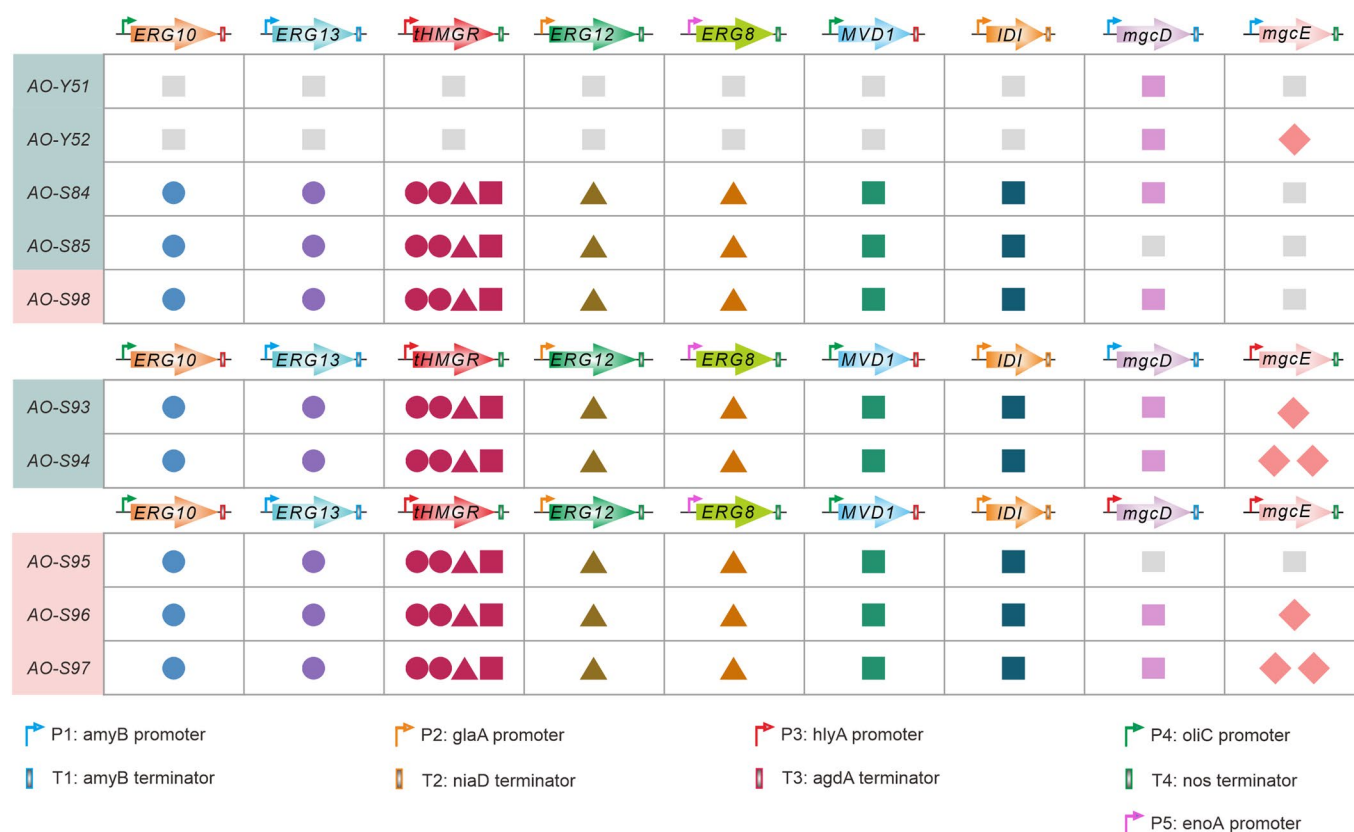 ERG10 ERG13 tHMGR ERG12 ERG8 MVD1 IDI mgcD mgcE
AO-Y51
AO-Y52
AO-S84
AO-S85
AO-S98
ERG10 ERG13 tHMGR ERG12 ERG8 MVD1 IDI mgcD mgcE
AO-S93
AO-S94
ERG10 ERG13 tHMGR ERG12 ERG8 MVD1 IDI mgcD mgcE
AO-S95
AO-S96
AO-S97
P1: amyB promoter P2: glaA promoter P3: hlyA promoter P4: oliC promoter
T1: amyB terminator T2: niaD terminator T3: agdA terminator T4: nos terminator
P5: enoA promoter